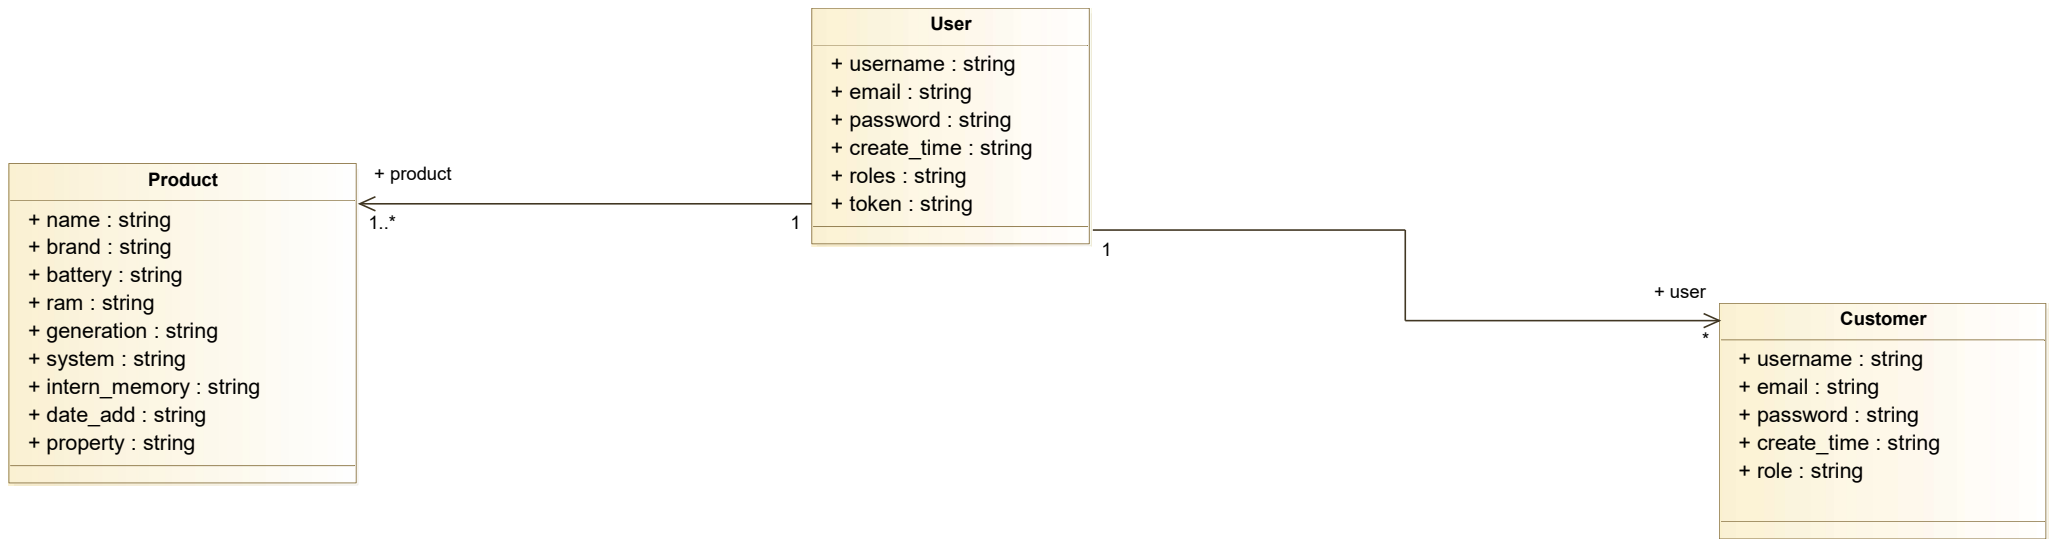 User
+ username : string
+ email : string
+ password : string
+ create_time : string
+ roles : string
+ token : string
Product
+ name : string
+ brand : string
+ battery : string
+ ram : string
+ generation : string
+ system : string
+ intern_memory : string
+ date_add : string
+ property : string
+ product
1..*
1
1
+ user
*
Customer
+ username : string
+ email : string
+ password : string
+ create_time : string
+ role : string